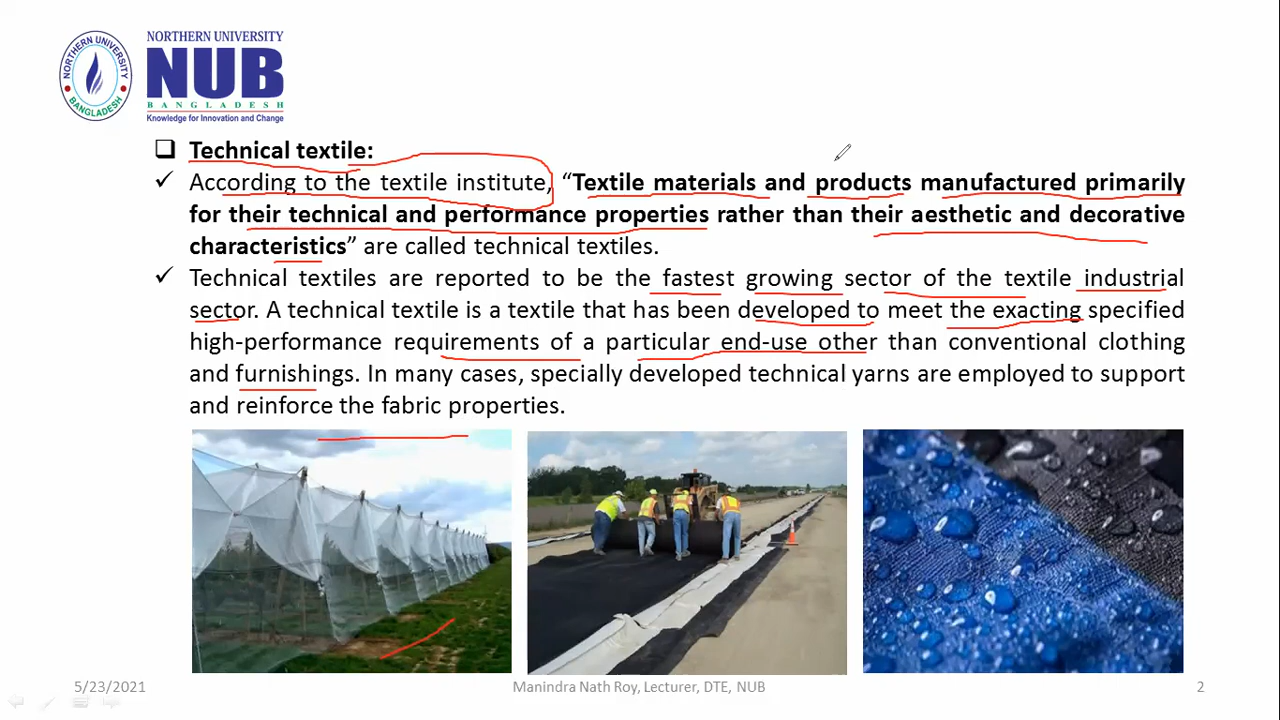 NORTHERN UNIVERSITY
NUB
BANGLADESH
Knowledge for Innovation and Change
NORTHERN UNIVERSITY
BANGLADESH
Technical textile:
According to the textile institute, “Textile materials and products manufactured primarily
for their technical and performance properties rather than their aesthetic and decorative
characteristics” are called technical textiles.
Technical textiles are reported to be the fastest growing sector of the textile industrial
sector. A technical textile is a textile that has been developed to meet the exacting specified
high-performance requirements of a particular end-use other than conventional clothing
and furnishings. In many cases, specially developed technical yarns are employed to support
and reinforce the fabric properties.
5/23/2021
Manindra Nath Roy, Lecturer, DTE, NUB
2